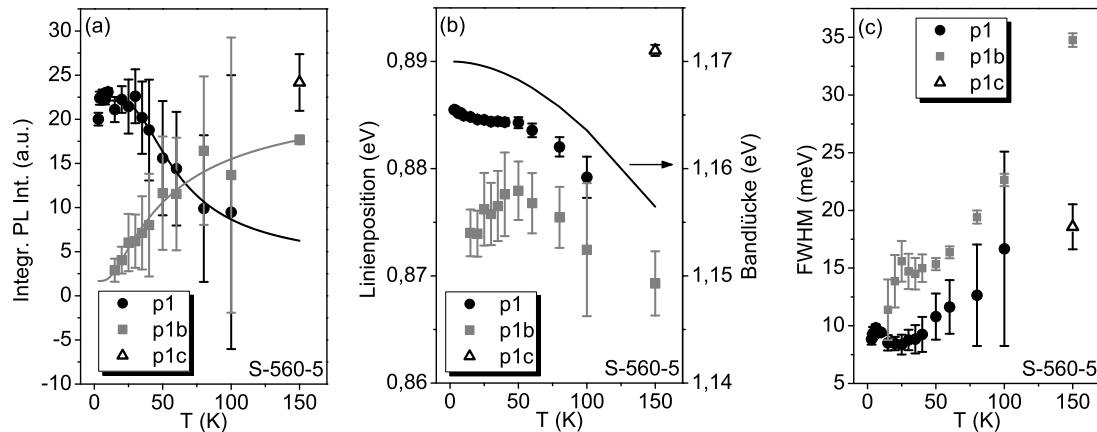 (a)
Integr. PL Int. (a.u.)
30
25
20
15
10
5
0
-5
-10
p1
p1b
p1c
S-560-5
0 50 100 150
T (K)
(b)
Linienposition (eV)
0,89
0,88
0,87
0,86
p1
p1b
p1c
S-560-5
0 50 100 150
T (K)
1,17
1,16
1,15
1,14
Bandlücke (eV)
(c)
FWHM (meV)
35
30
25
20
15
10
5
p1
p1b
p1c
S-560-5
0 50 100 150
T (K)